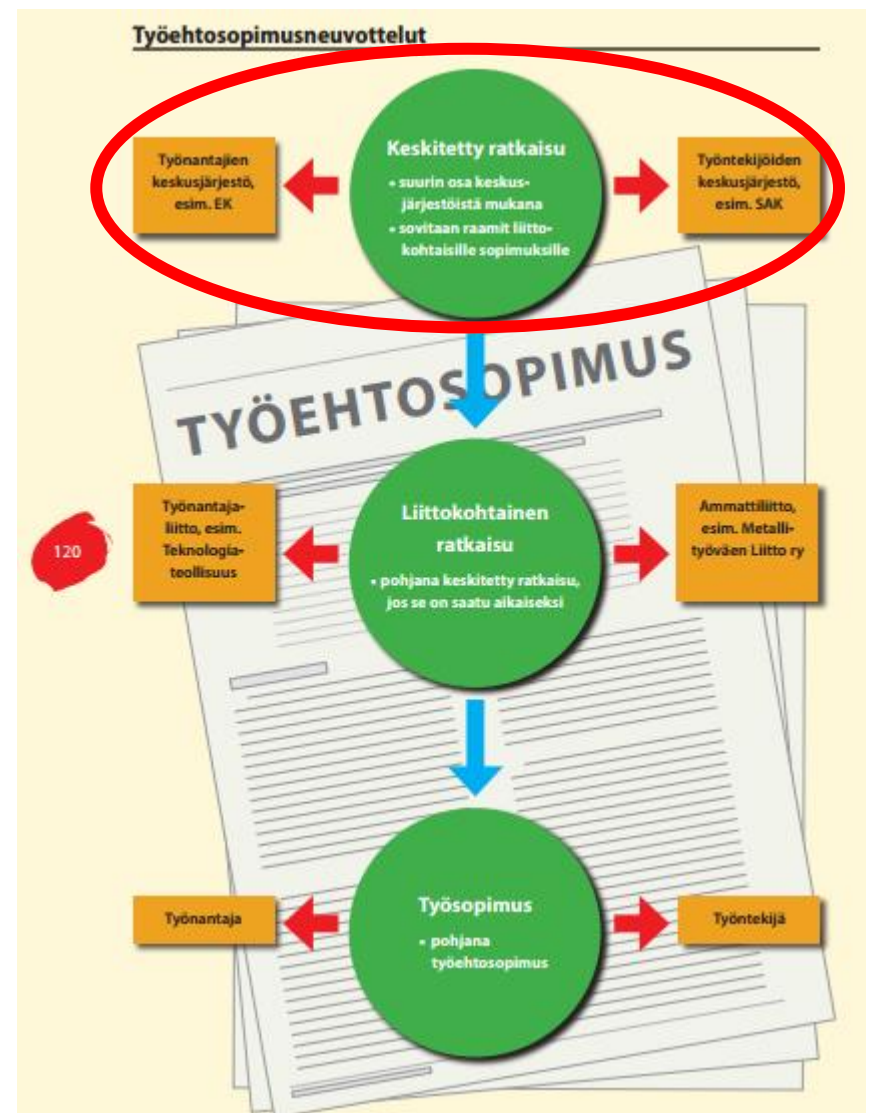 Työehtosopimusneuvottelut
Työnantajien
keskusjärjestö,
esim. EK
Keskitetty ratkaisu
• suurin osa keskus-
järjestöistä mukana
• sovitaan raamit liitto-
kohtaisille sopimuksille
Työntekijöiden
keskusjärjestö,
esim. SAK
TYÖEHTOSOPIMUS
Työnantaja-
liitto, esim.
Teknologia-
teollisuus
Liittokohtainen
ratkaisu
• pohjana keskitetty ratkaisu,
jos se on saatu aikaiseksi
Ammattiliitto,
esim. Metalli-
työväen Liitto ry
120
Työnantaja
Työsopimus
• pohjana
työehtosopimus
Työntekijä